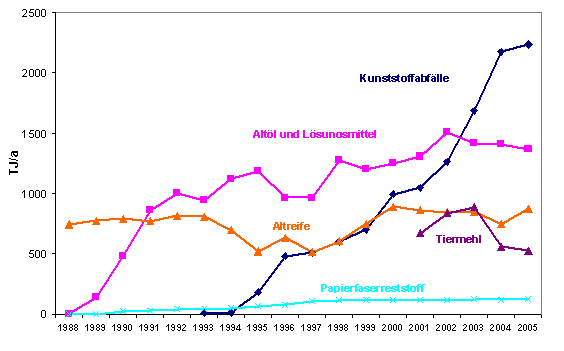 2500
2000
1500
1000
500
0
TJ/a
Kunststoffabfälle
Altöl und Lösungsmittel
Altreife
Tiermehl
Papierfaserreststoff
1988 1989 1990 1991 1992 1993 1994 1995 1996 1997 1998 1999 2000 2001 2002 2003 2004 2005